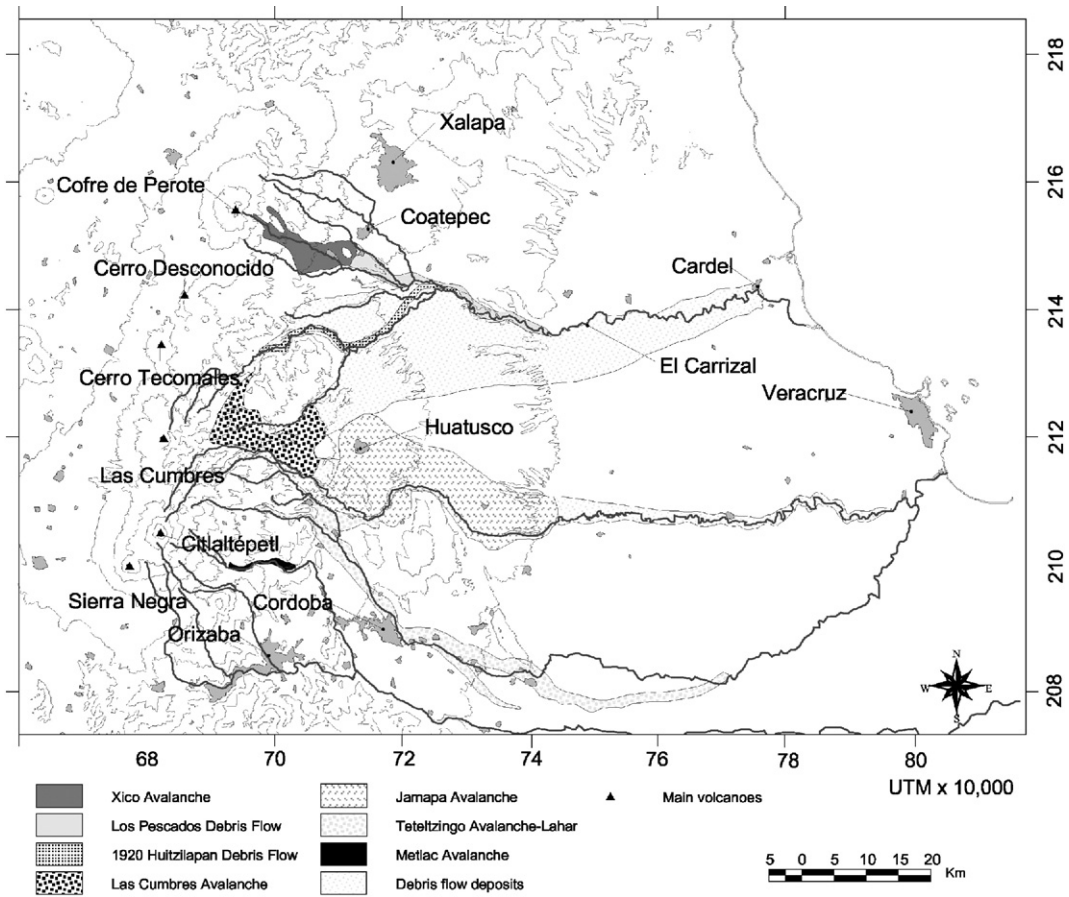 218
Xalapa
Cofre de Perote
216
Coatepec
Cerro Desconocido
Cardel
214
El Carrizal
Cerro Tecomales
Veracruz
Huatusco
212
Las Cumbres
Citlaltépetl
210
Sierra Negra
Cordoba
Orizaba
N
W E
S
208
68 70 72 74 76 78 80
UTM x 10,000
Xico Avalanche
Jamapa Avalanche
Main volcanoes
Los Pescados Debris Flow
Teteltzingo Avalanche-Lahar
1920 Huitzilapan Debris Flow
Metlac Avalanche
Las Cumbres Avalanche
Debris flow deposits
5 0 5 10 15 20
Km